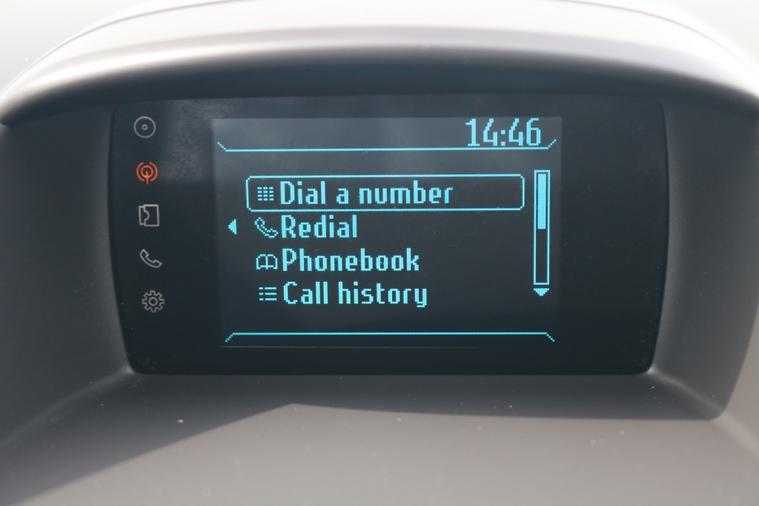 14:46
Dial a number
Redial
Phonebook
Call history